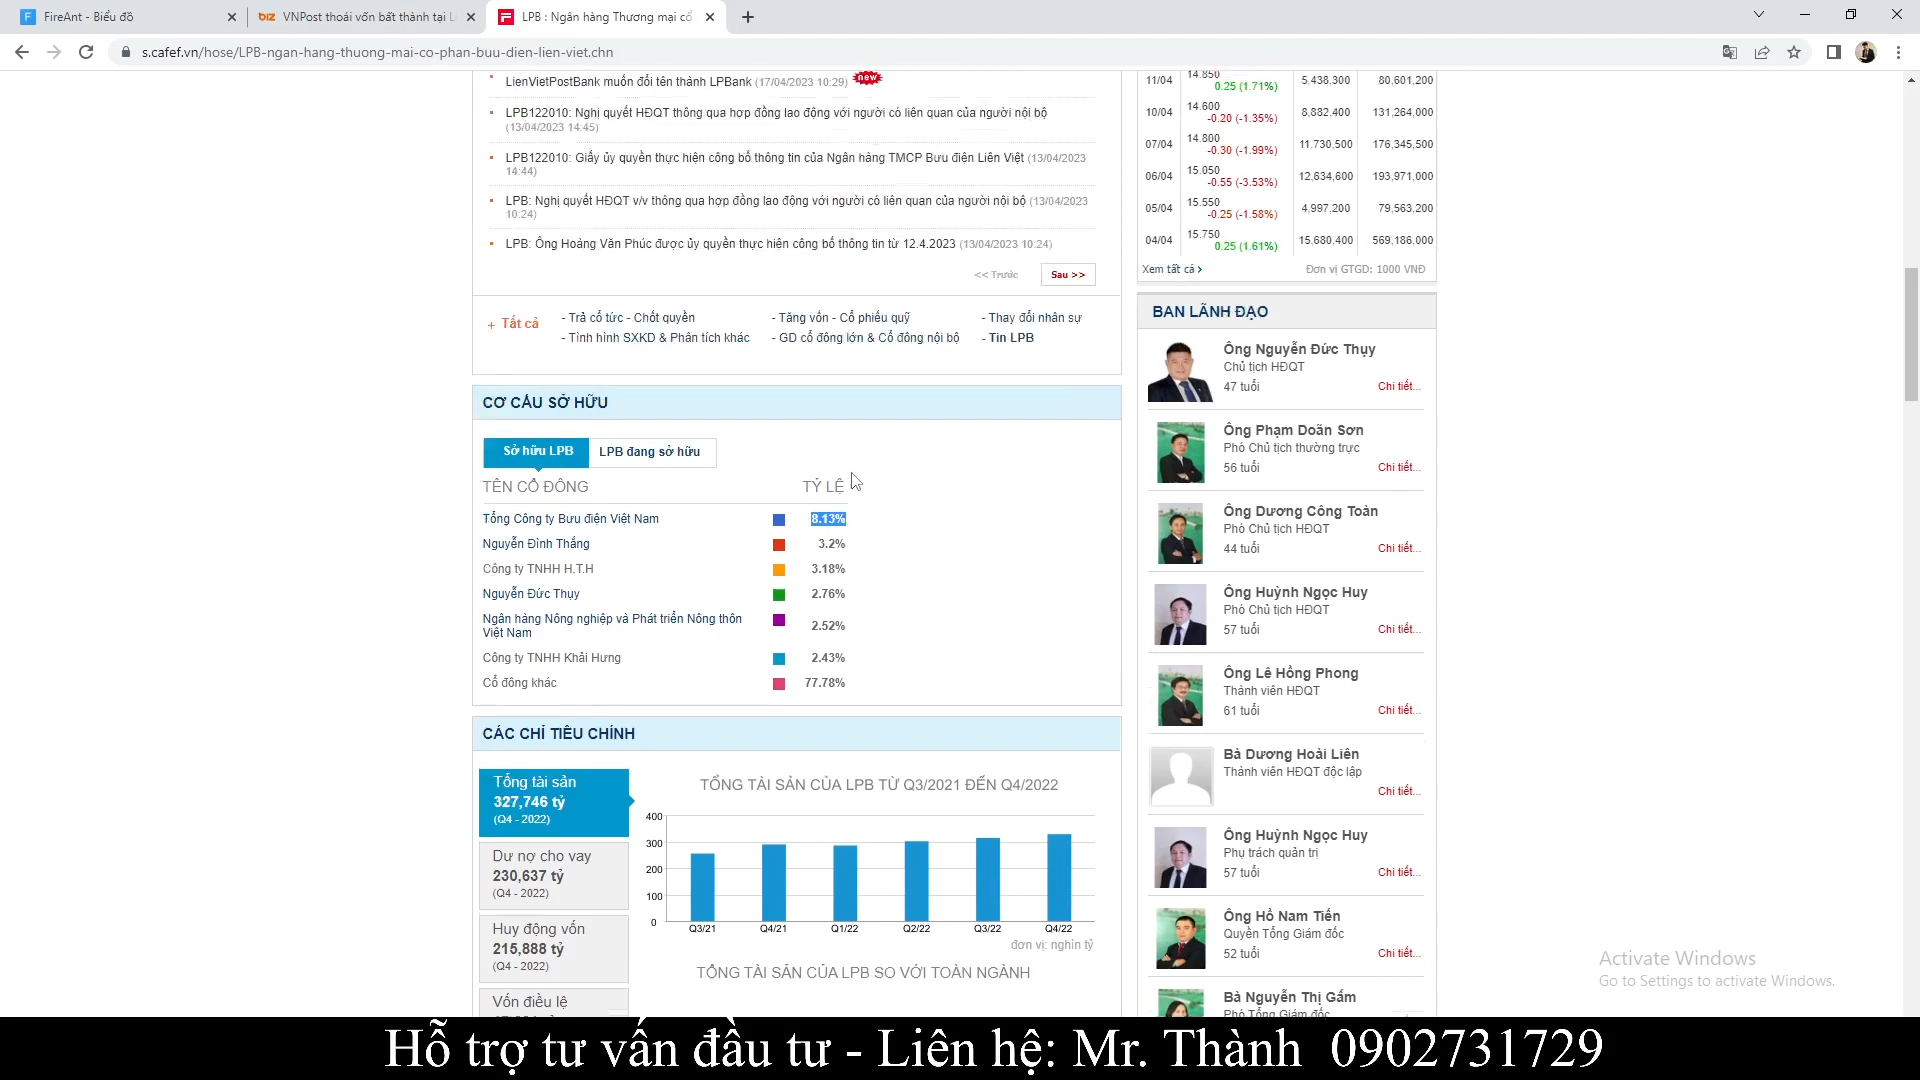 FireAnt - Biểu đồ
biz VNPost thoái vốn bất thành tại L
LPB : Ngân hàng Thương mại cổ
s.cafef.vn/hose/LPB-ngan-hang-thuong-mai-co-phan-buu-dien-lien-viet.chn
LienVietPostBank muốn đổi tên thành LPBank (17/04/2023 10:29) new
LPB122010: Nghị quyết HĐQT thông qua hợp đồng lao động với người có liên quan của người nội bộ
(13/04/2023 14:45)
LPB122010: Giấy ủy quyền thực hiện công bố thông tin của Ngân hàng TMCP Bưu điện Liên Việt (13/04/2023
14:44)
LPB: Nghị quyết HĐQT v/v thông qua hợp đồng lao động với người có liên quan của người nội bộ (13/04/2023
10:24)
LPB: Ông Hoàng Văn Phúc được ủy quyền thực hiện công bố thông tin từ 12.4.2023 (13/04/2023 10:24)
<< Trước Sau >>
+ Tất cả
- Trả cổ tức - Chốt quyền - Tăng vốn - Cổ phiếu quỹ - Thay đổi nhân sự
- Tình hình SXKD & Phân tích khác - GD cổ đông lớn & Cổ đông nội bộ - Tin LPB
CƠ CẤU SỞ HỮU
Sở hữu LPB LPB đang sở hữu
TÊN CỔ ĐÔNG TỶ LỆ
Tổng Công ty Bưu điện Việt Nam 8.13%
Nguyễn Đình Thắng 3.2%
Công ty TNHH H.T.H 3.18%
Nguyễn Đức Thụy 2.76%
Ngân hàng Nông nghiệp và Phát triển Nông thôn
Việt Nam 2.52%
Công ty TNHH Khải Hưng 2.43%
Cổ đông khác 77.78%
CÁC CHỈ TIÊU CHÍNH
Tổng tài sản
327,746 tỷ
(Q4 - 2022)
Dư nợ cho vay
230,637 tỷ
(Q4 - 2022)
Huy động vốn
215,888 tỷ
(Q4 - 2022)
Vốn điều lệ
TỔNG TÀI SẢN CỦA LPB TỪ Q3/2021 ĐẾN Q4/2022
400
300
200
100
0
Q3/21 Q4/21 Q1/22 Q2/22 Q3/22 Q4/22
đơn vị: nghìn tỷ
TỔNG TÀI SẢN CỦA LPB SO VỚI TOÀN NGÀNH
11/04 14.850 0.25 (1.71%) 5,438,300 80,601,200
10/04 14.600 -0.20 (-1.35%) 8,882,400 131,264,000
07/04 14.800 -0.30 (-1.99%) 11,730,500 176,345,500
06/04 15.050 -0.55 (-3.53%) 12,634,600 193,971,000
05/04 15.550 -0.25 (-1.58%) 4,997,200 79,563,200
04/04 15.750 0.25 (1.61%) 15,680,400 569,186,000
Xem tất cả › Đơn vị GTGD: 1000 VNĐ
BAN LÃNH ĐẠO
Ông Nguyễn Đức Thụy
Chủ tịch HĐQT
47 tuổi Chi tiết...
Ông Phạm Doãn Sơn
Phó Chủ tịch thường trực
56 tuổi Chi tiết...
Ông Dương Công Toàn
Phó Chủ tịch HĐQT
44 tuổi Chi tiết...
Ông Huỳnh Ngọc Huy
Phó Chủ tịch HĐQT
57 tuổi Chi tiết...
Ông Lê Hồng Phong
Thành viên HĐQT
61 tuổi Chi tiết...
Bà Dương Hoài Liên
Thành viên HĐQT độc lập
Chi tiết...
Ông Huỳnh Ngọc Huy
Phụ trách quản trị
57 tuổi Chi tiết...
Ông Hồ Nam Tiến
Quyền Tổng Giám đốc
52 tuổi Chi tiết...
Bà Nguyễn Thị Gấm
Phó Tổng Giám đốc
Activate Windows
Go to Settings to activate Windows.
Hỗ trợ tư vấn đầu tư - Liên hệ: Mr. Thành 0902731729